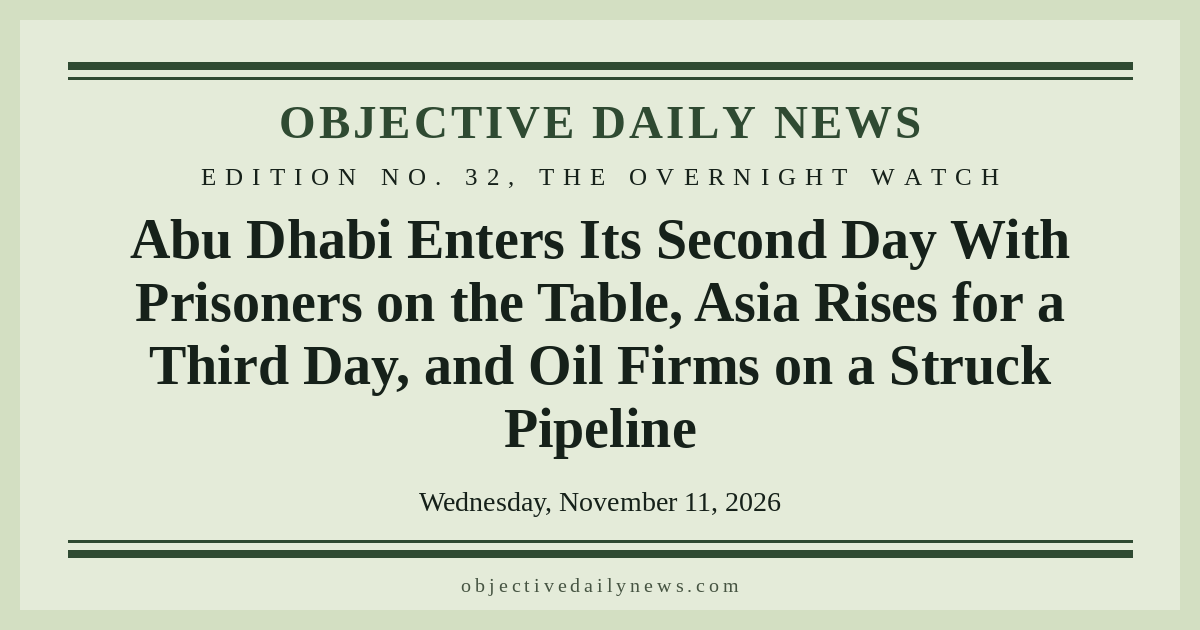 OBJECTIVE DAILY NEWS
EDITION NO. 32, THE OVERNIGHT WATCH
Abu Dhabi Enters Its Second Day With
Prisoners on the Table, Asia Rises for a
Third Day, and Oil Firms on a Struck
Pipeline
Wednesday, November 11, 2026
objectivedailynews.com